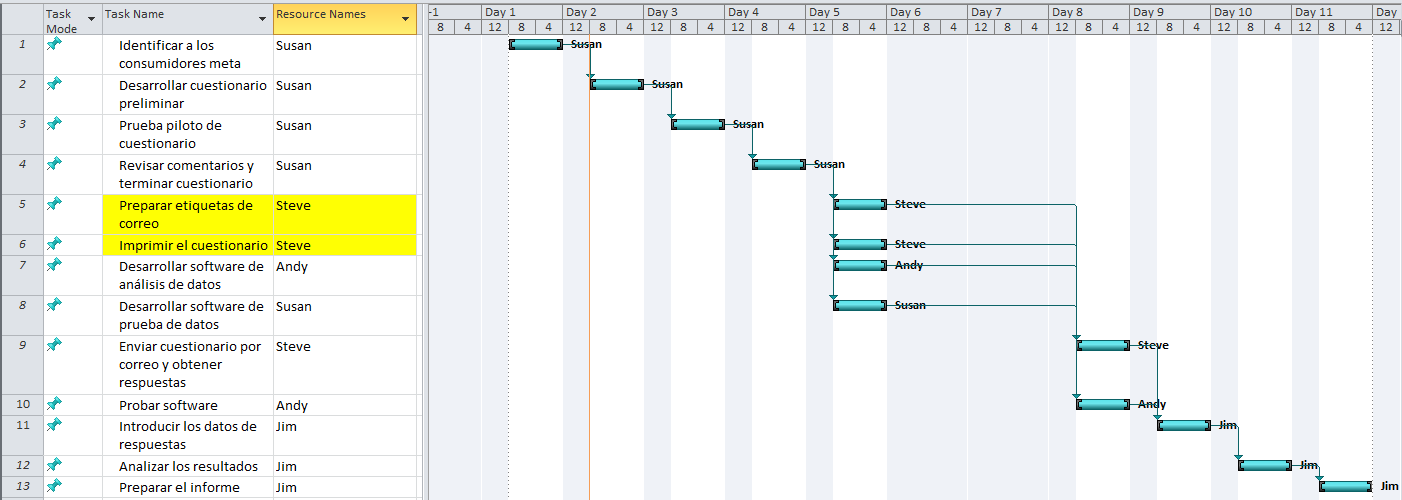 Task Mode Task Name Resource Names
-1 Day 1 Day 2 Day 3 Day 4 Day 5 Day 6 Day 7 Day 8 Day 9 Day 10 Day 11 Day
8 12 12 8 4 12 8 4 12 8 4 12 8 4 12 8 4 12 8 4 12 8 4 12 8 4 12 8 4 12 8 4 12 8 4 12
1 Identificar a los consumidores meta Susan Susan
2 Desarrollar cuestionario preliminar Susan Susan
3 Prueba piloto de cuestionario Susan Susan
4 Revisar comentarios y terminar cuestionario Susan Susan
5 Preparar etiquetas de correo Steve Steve
6 Imprimir el cuestionario Steve Steve
7 Desarrollar software de análisis de datos Andy Andy
8 Desarrollar software de prueba de datos Susan Susan
9 Enviar cuestionario por correo y obtener respuestas Steve Steve
10 Probar software Andy Andy
11 Introducir los datos de respuestas Jim Jim
12 Analizar los resultados Jim Jim
13 Preparar el informe Jim Jim